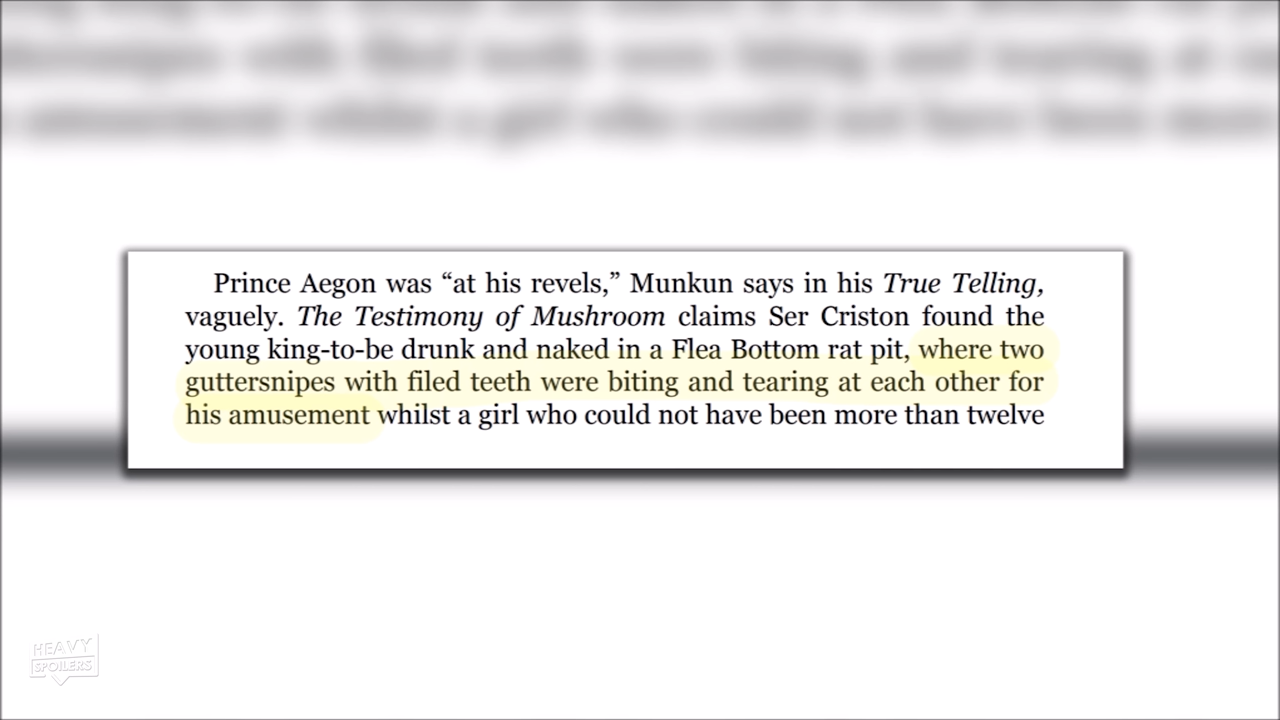 Prince Aegon was “at his revels,” Munkun says in his True Telling,
vaguely. The Testimony of Mushroom claims Ser Criston found the
young king-to-be drunk and naked in a Flea Bottom rat pit, where two
guttersnipes with filed teeth were biting and tearing at each other for
his amusement whilst a girl who could not have been more than twelve
HEAVY
SPOILERS